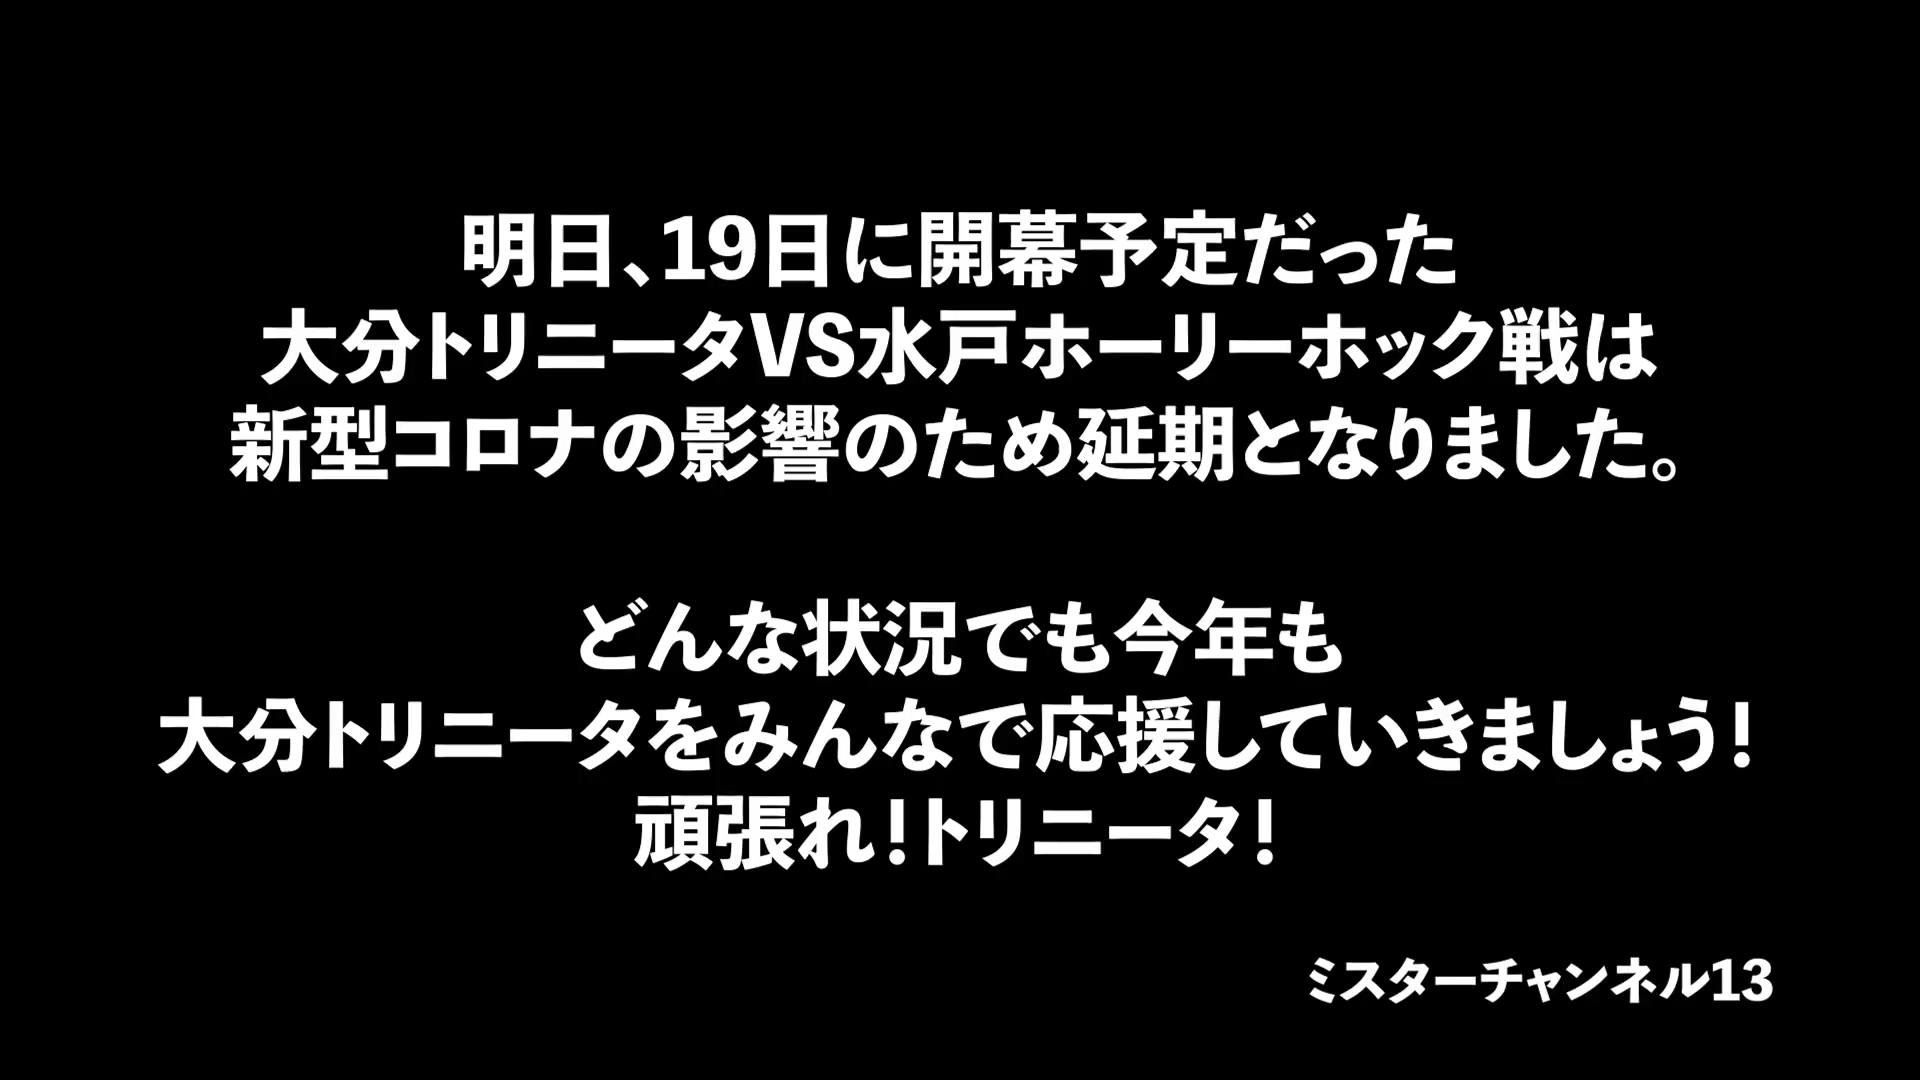 明日、19日に開幕予定だった
大分トリニータVS水戸ホーリーホック戦は
新型コロナの影響のため延期となりました。
どんな状況でも今年も
大分トリニータをみんなで応援していきましょう!
頑張れ!トリニータ!
ミスターチャンネル13